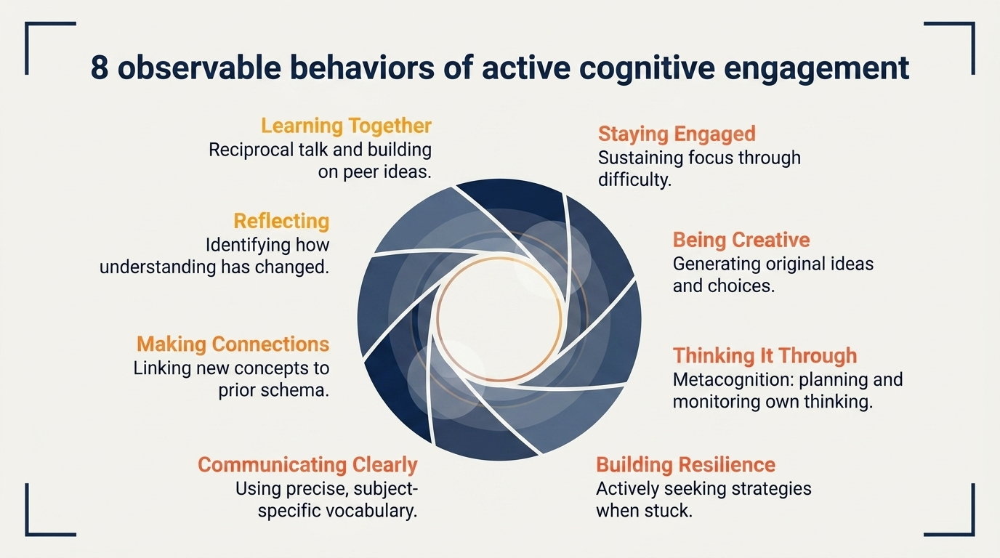 8 observable behaviors of active cognitive engagement
Learning Together
Reciprocal talk and building
on peer ideas.
Reflecting
Identifying how
understanding has changed.
Making Connections
Linking new concepts to
prior schema.
Communicating Clearly
Using precise, subject-
specific vocabulary.
Staying Engaged
Sustaining focus through
difficulty.
Being Creative
Generating original ideas
and choices.
Thinking It Through
Metacognition: planning and
monitoring own thinking.
Building Resilience
Actively seeking strategies
when stuck.